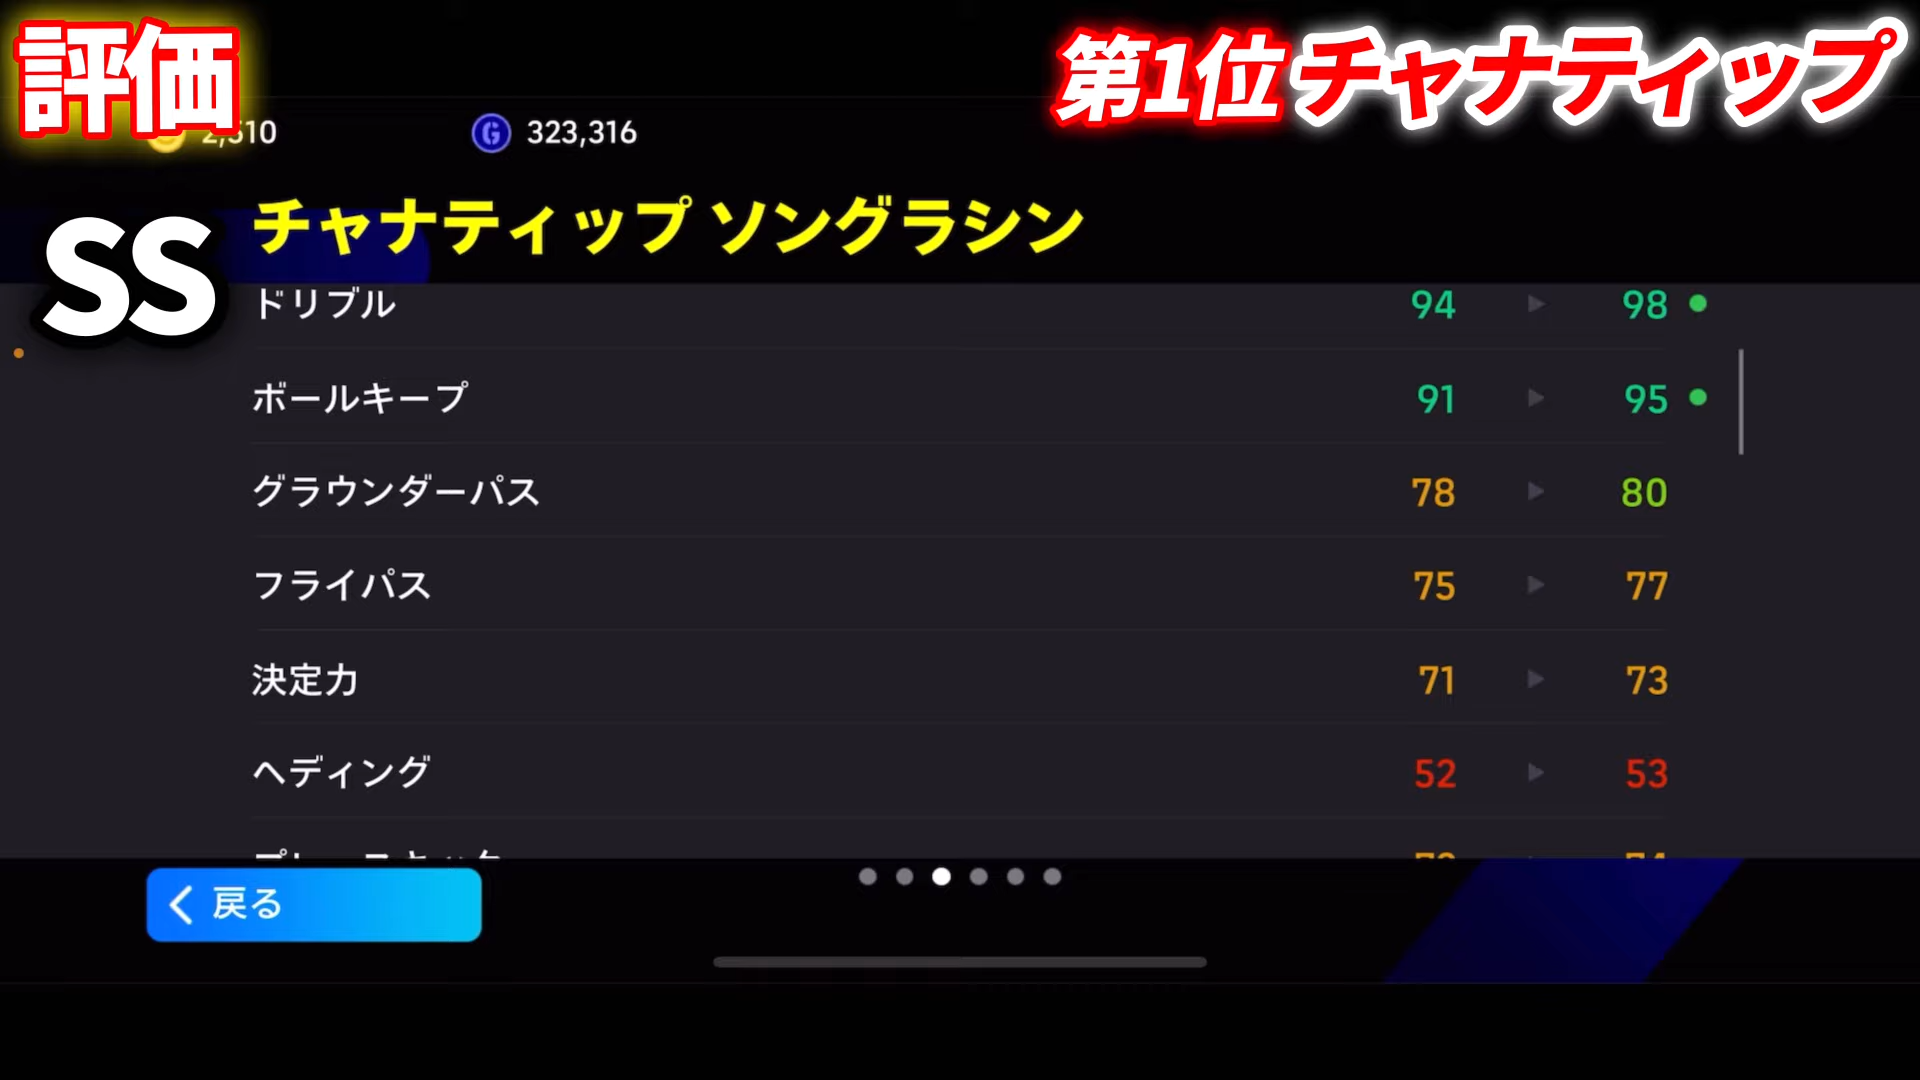 評価
第1位チャナティップ
323,316
SS
チャナティップ ソングラシン
ドリブル 94 98
ボールキープ 91 95
グラウンダーパス 78 80
フライパス 75 77
決定力 71 73
ヘディング 52 53
戻る